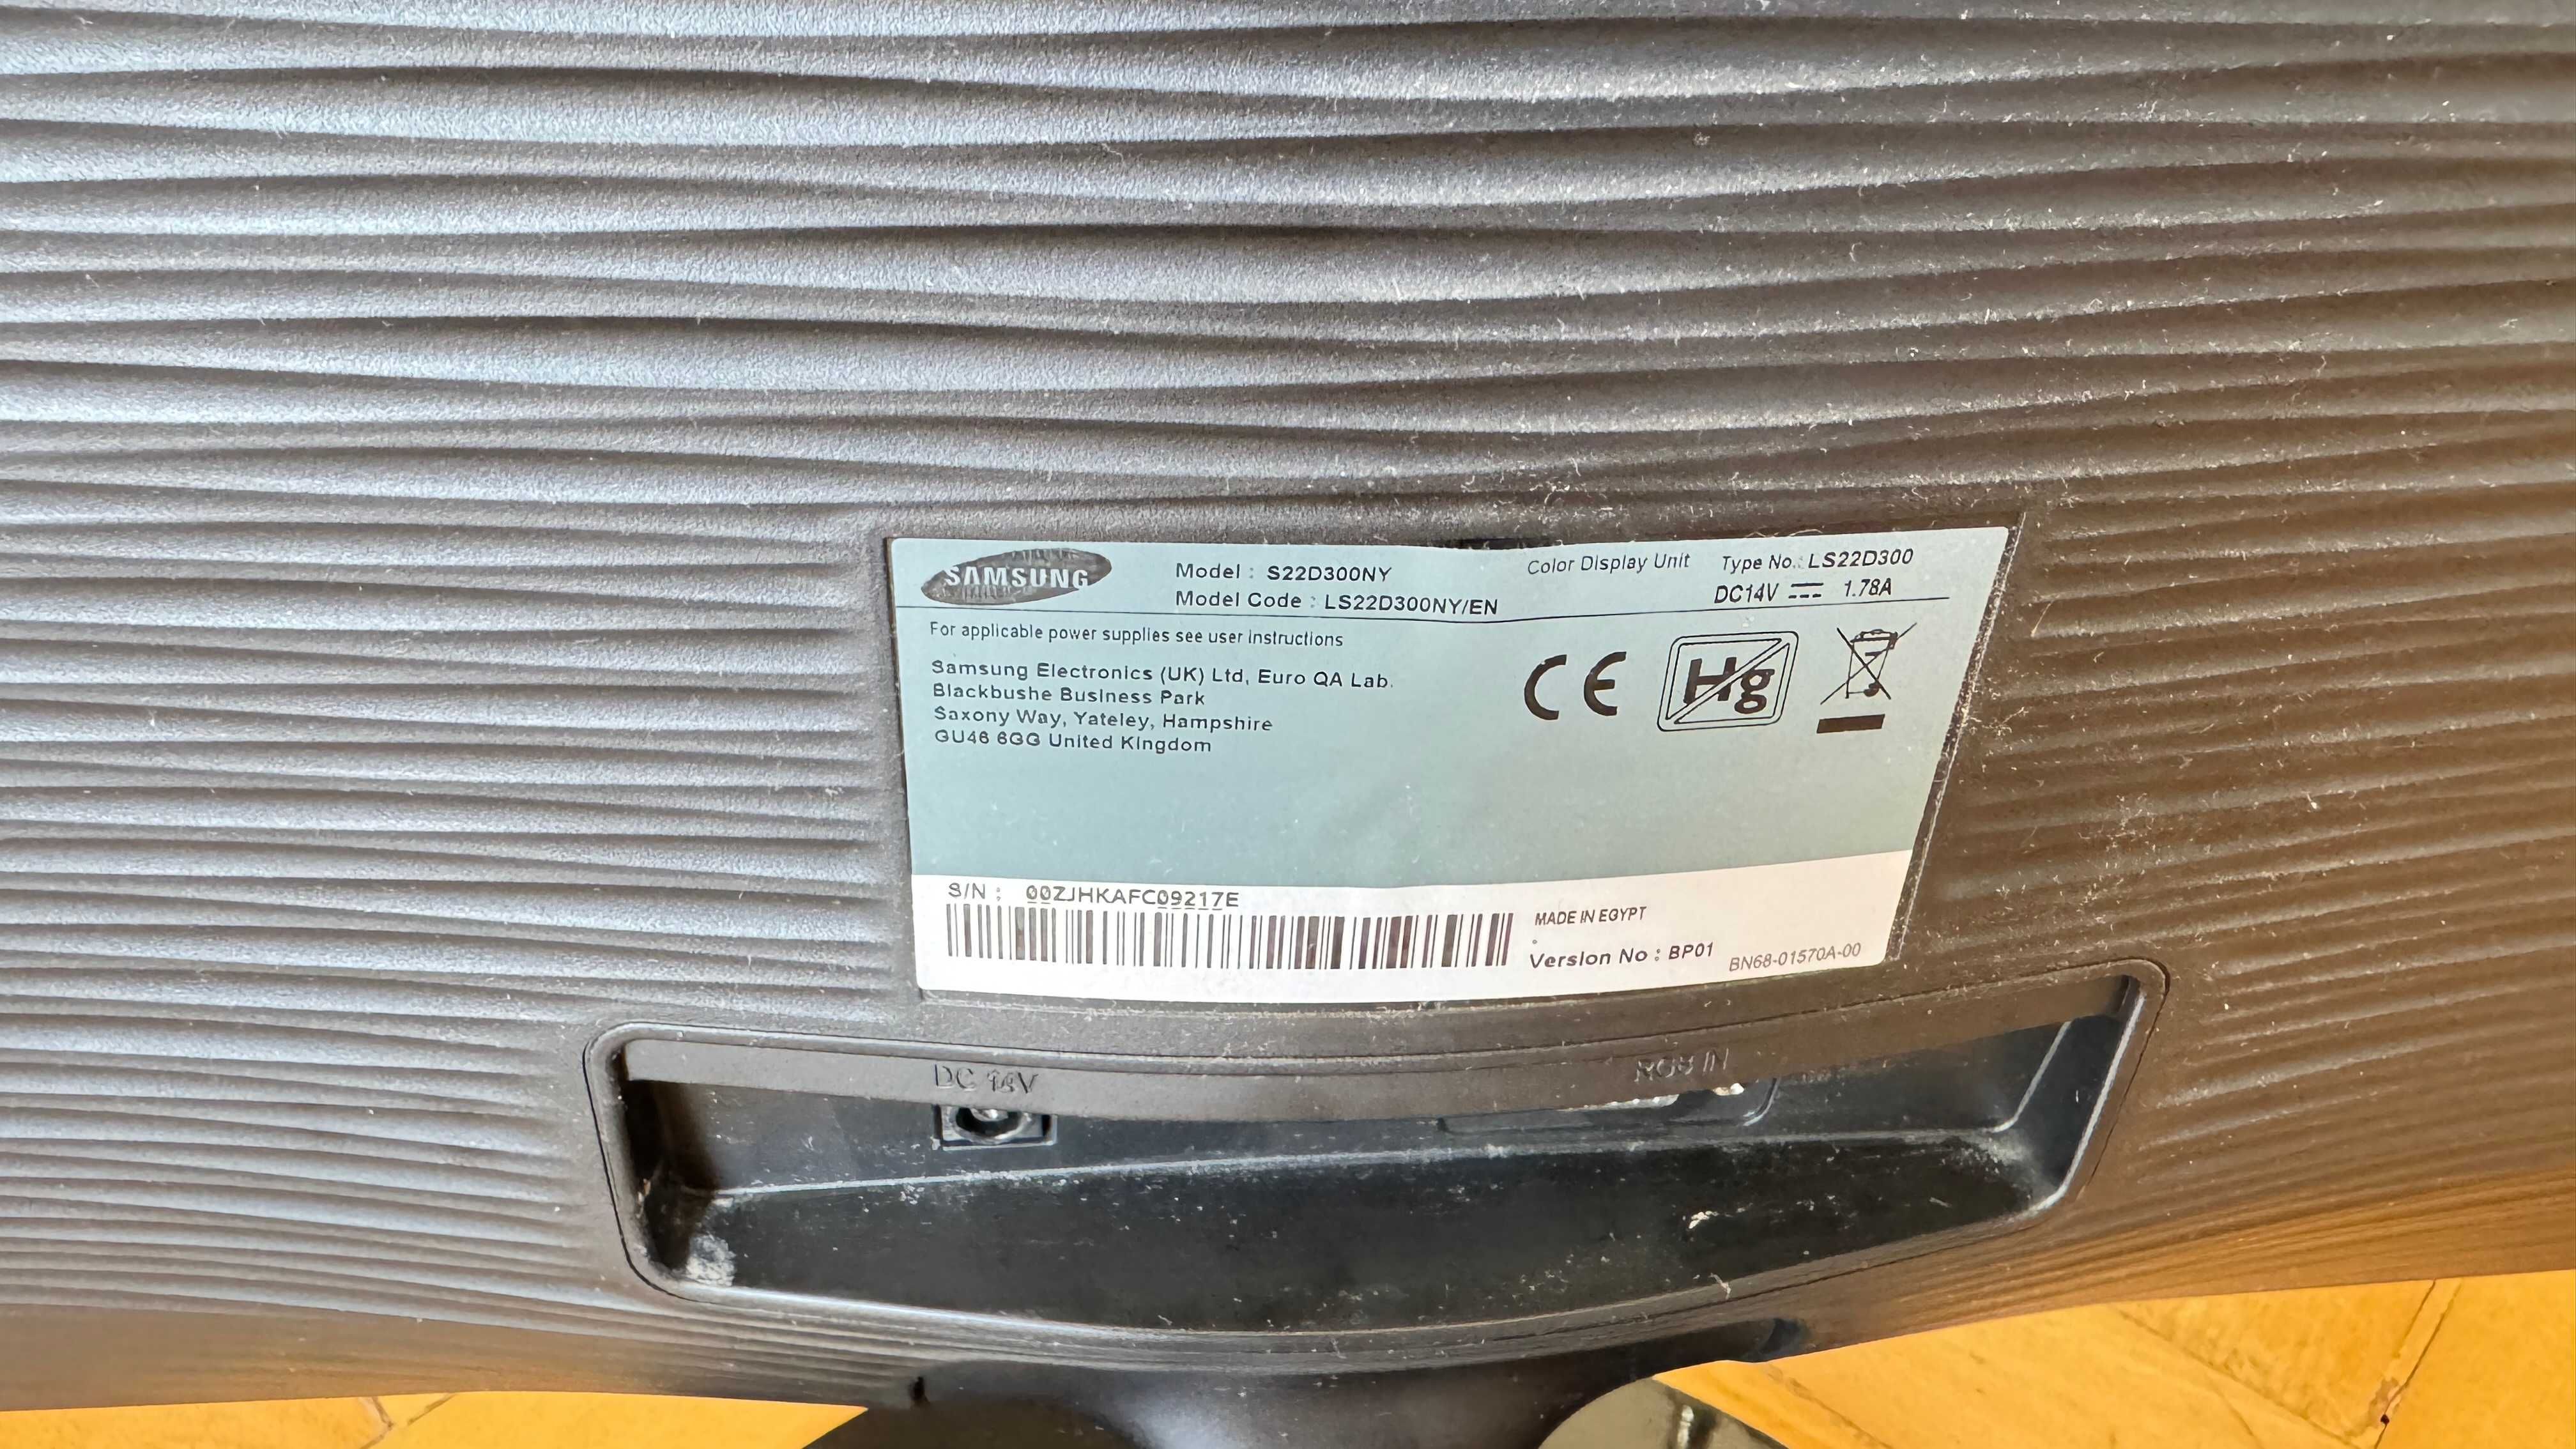 SAMSUNG
Model : S22D300NY
Model Code : LS22D300NY/EN
Color Display Unit
Type No.: LS22D300
DC14V 1.78A
For applicable power supplies see user instructions
Samsung Electronics (UK) Ltd, Euro QA Lab.
Blackbushe Business Park
Saxony Way, Yateley, Hampshire
GU46 6GG United Kingdom
CE
Hg
S/N : 00ZJHKAFC09217E
MADE IN EGYPT
Version No : BP01
BN68-01570A-00
DC 14V
RGB IN